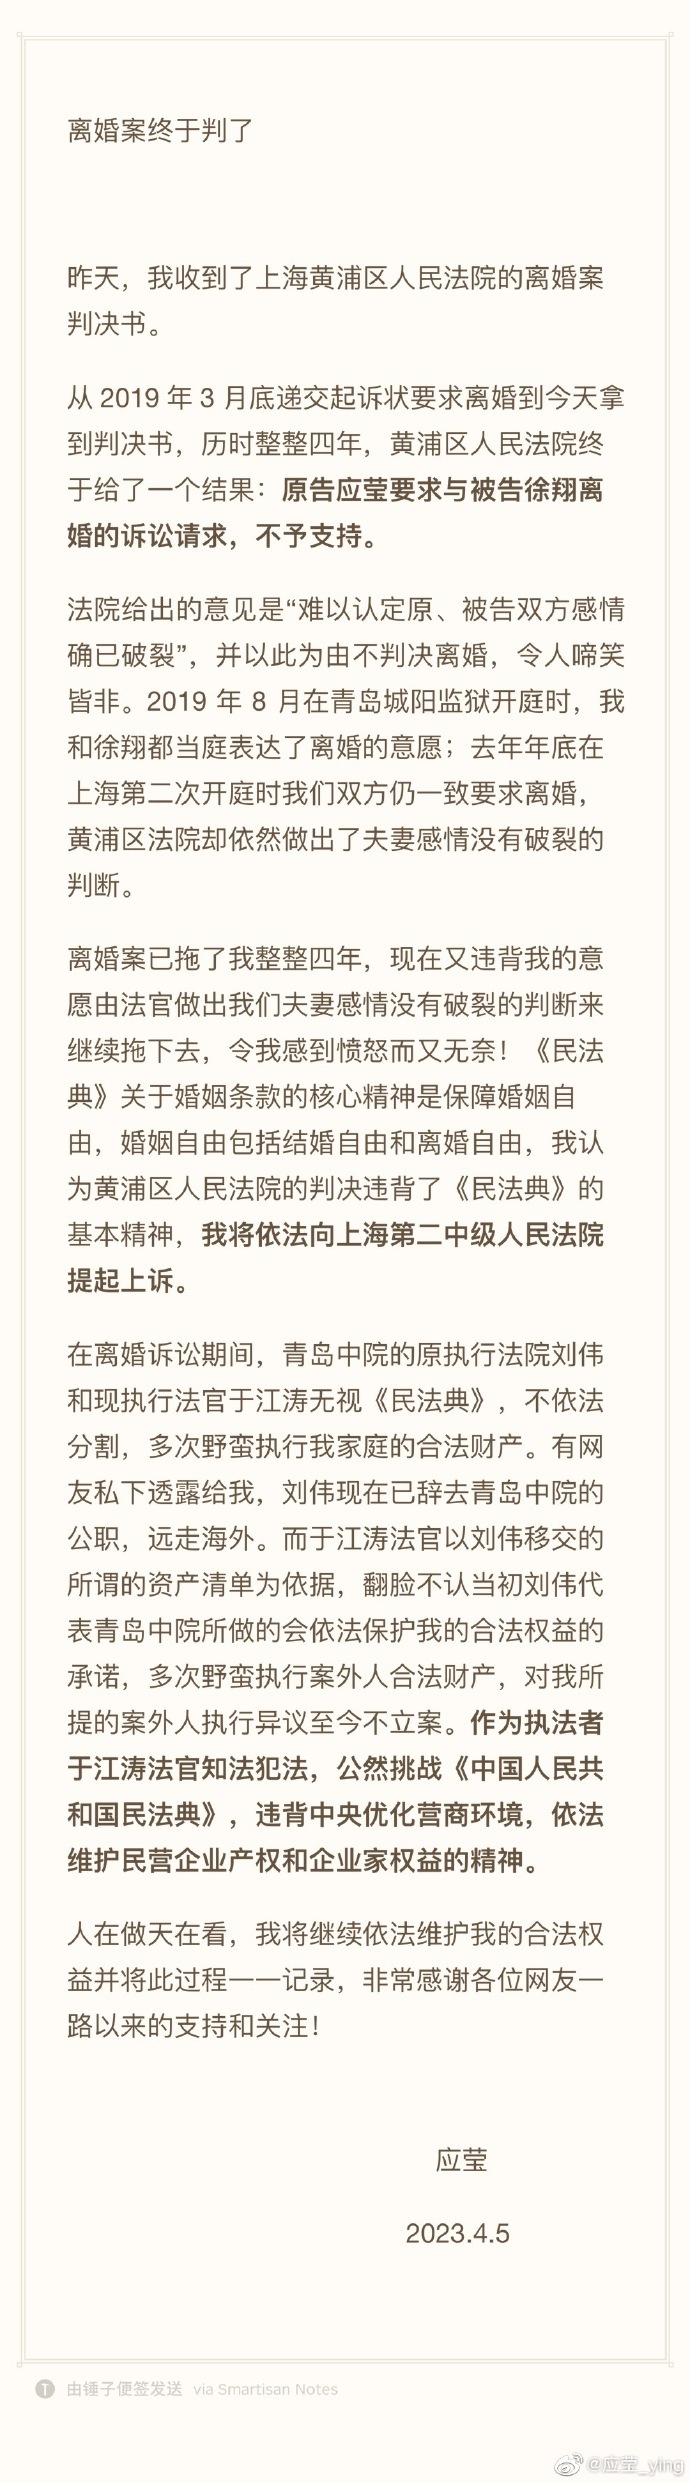 离婚案终于判了
昨天，我收到了上海黄浦区人民法院的离婚案
判决书。
从 2019 年 3 月底递交起诉状要求离婚到今天拿
到判决书，历时整整四年，黄浦区人民法院终
于给了一个结果：原告应莹要求与被告徐翔离
婚的诉讼请求，不予支持。
法院给出的意见是“难以认定原、被告双方感情
确已破裂”，并以此为由不判决离婚，令人啼笑
皆非。2019 年 8 月在青岛城阳监狱开庭时，我
和徐翔都当庭表达了离婚的意愿；去年年底在
上海第二次开庭时我们双方仍一致要求离婚，
黄浦区法院却依然做出了夫妻感情没有破裂的
判断。
离婚案已拖了我整整四年，现在又违背我的意
愿由法官做出我们夫妻感情没有破裂的判断来
继续拖下去，令我感到愤怒而又无奈！《民法
典》关于婚姻条款的核心精神是保障婚姻自
由，婚姻自由包括结婚自由和离婚自由，我认
为黄浦区人民法院的判决违背了《民法典》的
基本精神，我将依法向上海第二中级人民法院
提起上诉。
在离婚诉讼期间，青岛中院的原执行法院刘伟
和现执行法官于江涛无视《民法典》，不依法
分割，多次野蛮执行我家庭的合法财产。有网
友私下透露给我，刘伟现在已辞去青岛中院的
公职，远走海外。而于江涛法官以刘伟移交的
所谓的资产清单为依据，翻脸不认当初刘伟代
表青岛中院所做的会依法保护我的合法权益的
承诺，多次野蛮执行案外人合法财产，对我所
提的案外人执行异议至今不立案。作为执法者
于江涛法官知法犯法，公然挑战《中国人民共
和国民法典》，违背中央优化营商环境，依法
维护民营企业产权和企业家权益的精神。
人在做天在看，我将继续依法维护我的合法权
益并将此过程一一记录，非常感谢各位网友一
路以来的支持和关注！
应莹
2023.4.5
由锤子便签发送 via Smartisan Notes
@应莹_ying